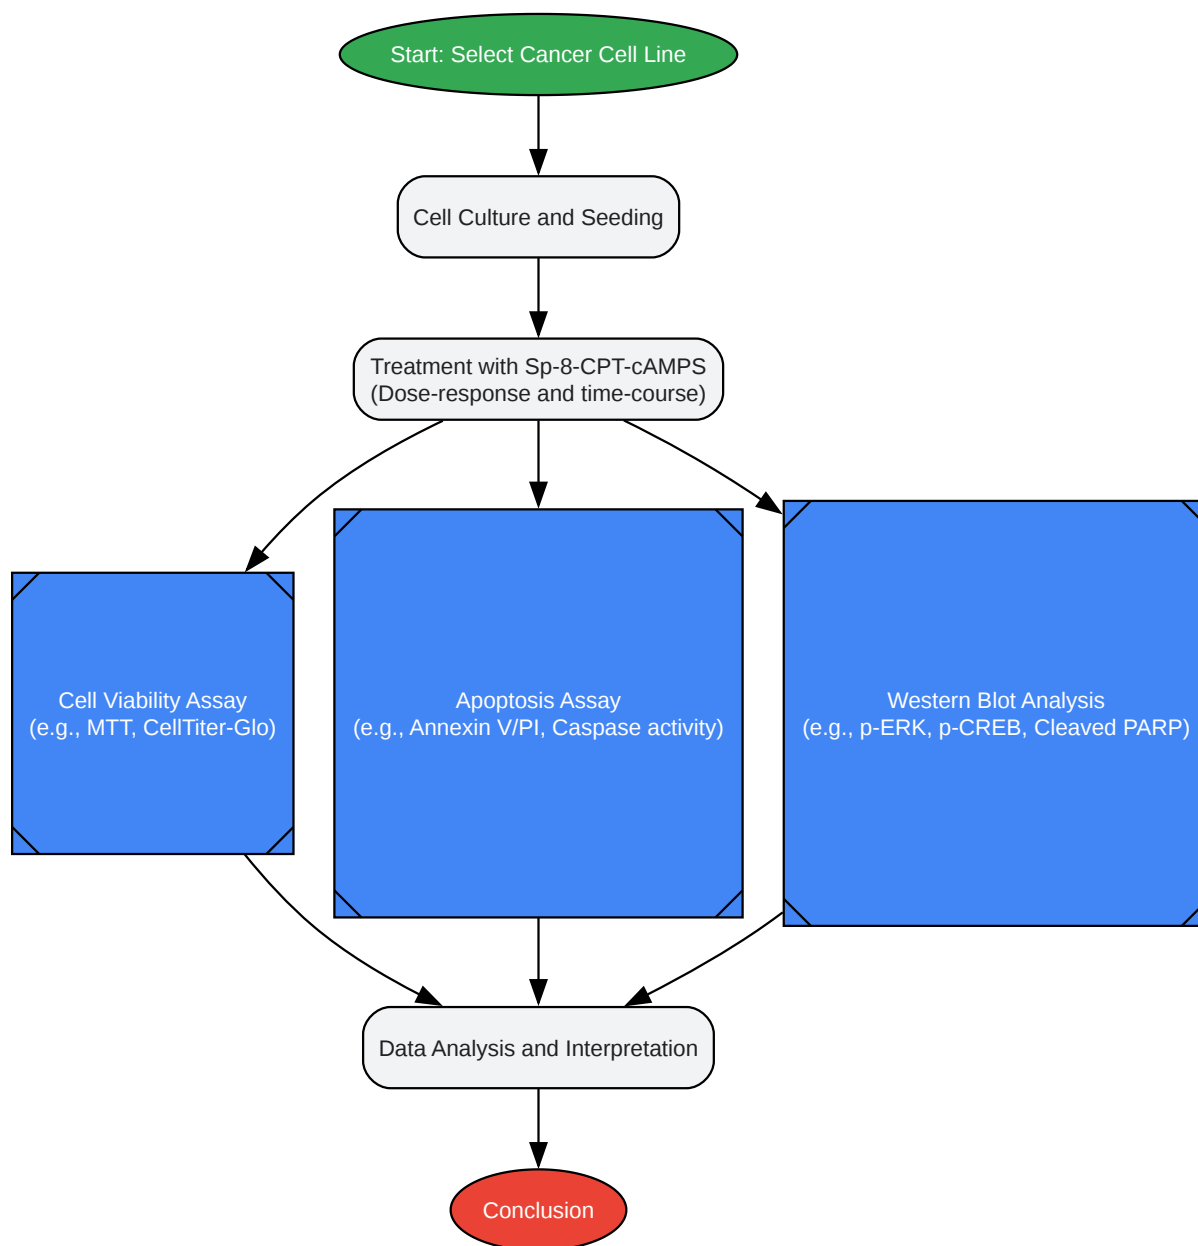 Start: Select Cancer Cell Line
Cell Culture and Seeding
Treatment with Sp-8-CPT-cAMPS
(Dose-response and time-course)
Cell Viability Assay
(e.g., MTT, CellTiter-Glo)
Apoptosis Assay
(e.g., Annexin V/PI, Caspase activity)
Western Blot Analysis
(e.g., p-ERK, p-CREB, Cleaved PARP)
Data Analysis and Interpretation
Conclusion